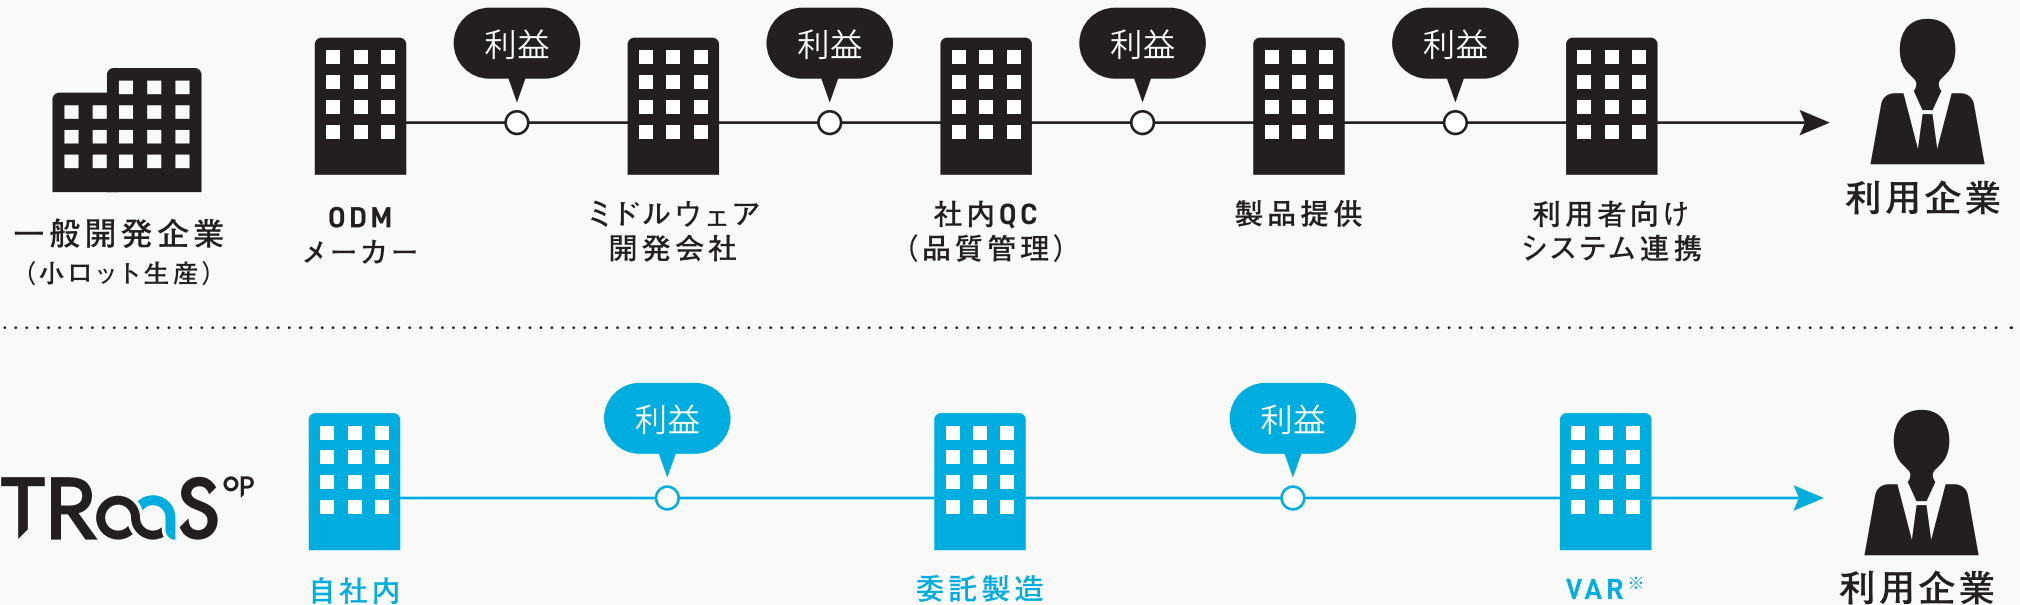 利益
利益
利益
利益
一般開発企業
（小ロット生産）
ODM
メーカー
ミドルウェア
開発会社
社内QC
（品質管理）
製品提供
利用者向け
システム連携
利用企業
利益
利益
TRaaS OP
自社内
委託製造
VAR※
利用企業